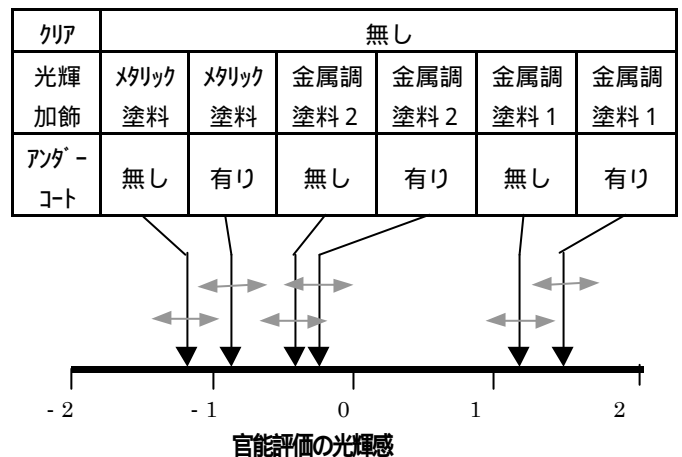 ｸﾘｱ 無し
光輝 ﾒﾀﾘｯｸ ﾒﾀﾘｯｸ 金属調 金属調 金属調 金属調
加飾 塗料 塗料 塗料２ 塗料２ 塗料１ 塗料１
ｱﾝﾀﾞｰ
無し 有り 無し 有り 無し 有り
ｺｰﾄ
-２ -１ 0 1 2
官能評価の光輝感